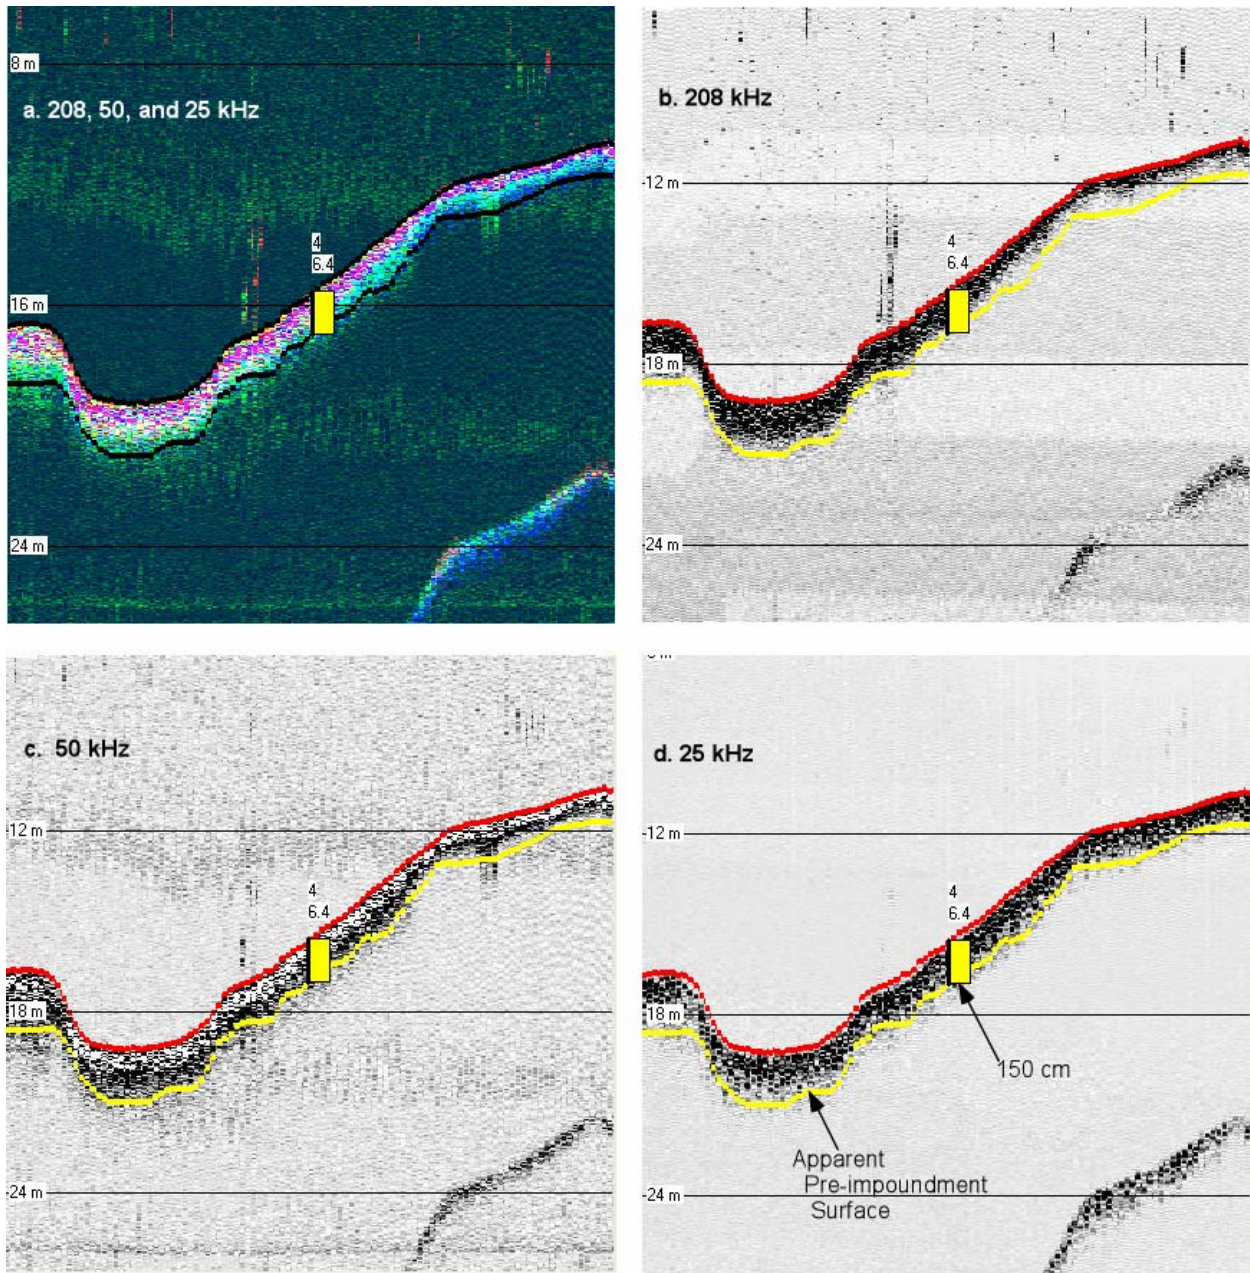 8 m
a. 208, 50, and 25 kHz
4
6.4
16 m
24 m
b. 208 kHz
12 m
4
6.4
18 m
24 m
c. 50 kHz
12 m
4
6.4
18 m
24 m
d. 25 kHz
12 m
4
6.4
18 m
150 cm
Apparent
Pre-impoundment
Surface
24 m